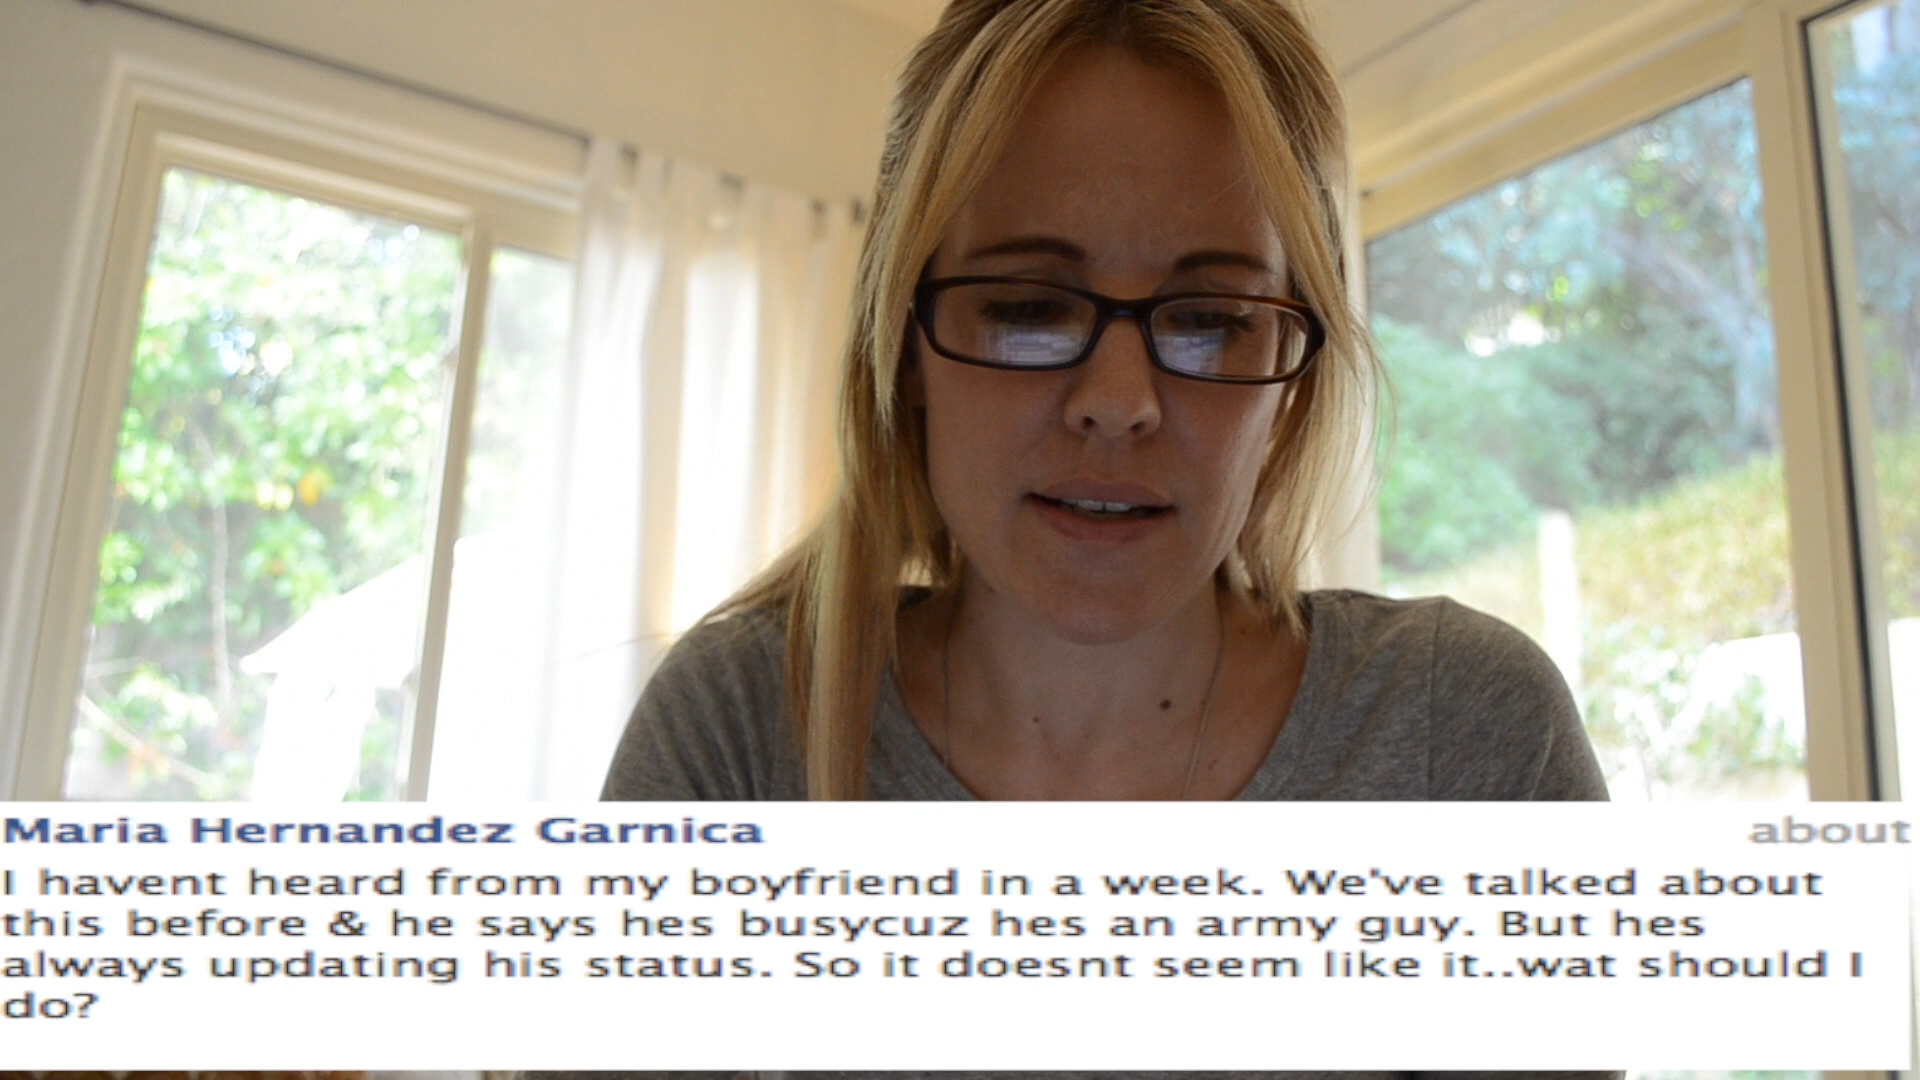 Maria Hernandez Garnica
about
I havent heard from my boyfriend in a week. We've talked about
this before & he says hes busycuz hes an army guy. But hes
always updating his status. So it doesnt seem like it..wat should I
do?